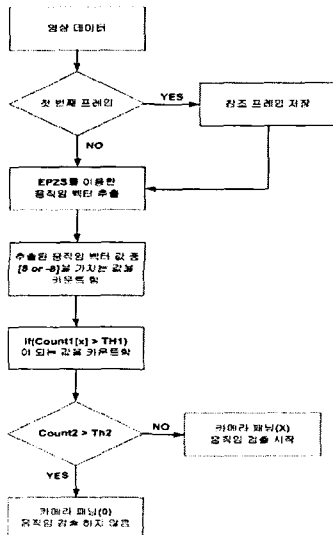 영상 데이터
첫 번째 프레임
YES
참조 프레임 저장
NO
EPZS를 이용한
움직임 벡터 추출
추출된 움직임 벡터 값 중
[8 or -8]을 가지는 값을
카운트 함
If(Count1[x] > TH1)
이 되는 값을 카운트함
Count2 > Th2
NO
카메라 패닝(X)
움직임 검출 시작
YES
카메라 패닝(O)
움직임 검출 하지 않음